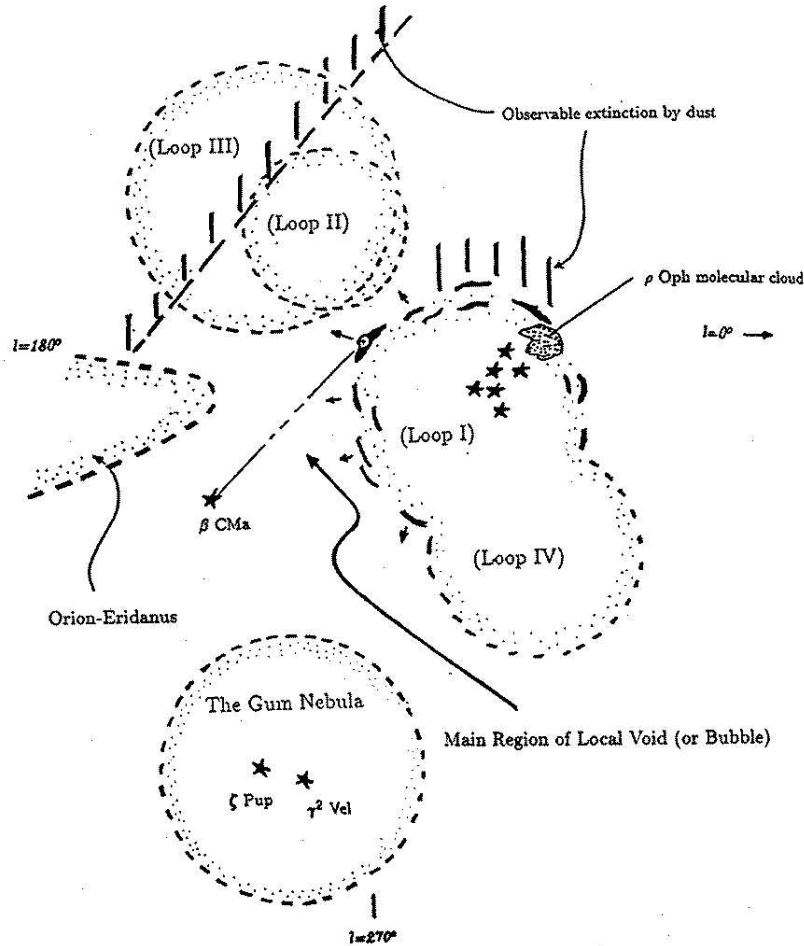 Observable extinction by dust
(Loop III)
(Loop II)
ρ Oph molecular cloud
l=180°
l=0°
(Loop I)
β CMa
(Loop IV)
Orion-Eridanus
The Gum Nebula
Main Region of Local Void (or Bubble)
ζ Pup
γ² Vel
l=270°